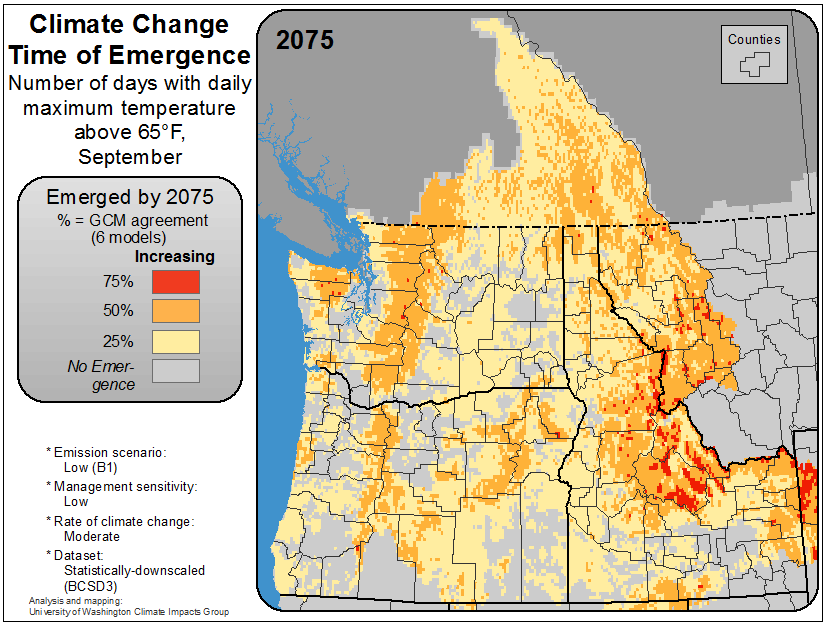 Climate Change
Time of Emergence
Number of days with daily
maximum temperature
above 65°F,
September
Emerged by 2075
% = GCM agreement
(6 models)
Increasing
75%
50%
25%
No Emer-
gence
* Emission scenario:
Low (B1)
* Management sensitivity:
Low
* Rate of climate change:
Moderate
* Dataset:
Statistically-downscaled
(BCSD3)
Analysis and mapping:
University of Washington Climate Impacts Group
2075
Counties